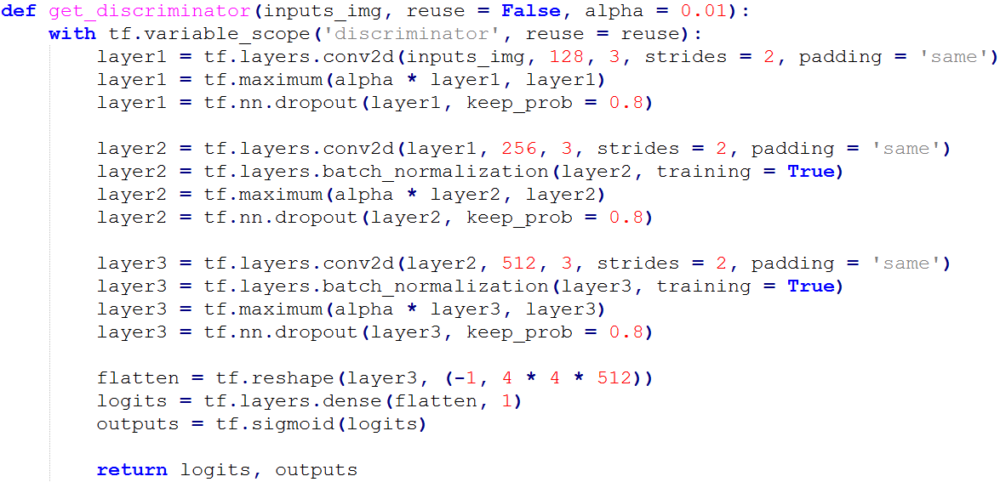 def get_discriminator(inputs_img, reuse = False, alpha = 0.01):
    with tf.variable_scope('discriminator', reuse = reuse):
        layer1 = tf.layers.conv2d(inputs_img, 128, 3, strides = 2, padding = 'same')
        layer1 = tf.maximum(alpha * layer1, layer1)
        layer1 = tf.nn.dropout(layer1, keep_prob = 0.8)

        layer2 = tf.layers.conv2d(layer1, 256, 3, strides = 2, padding = 'same')
        layer2 = tf.layers.batch_normalization(layer2, training = True)
        layer2 = tf.maximum(alpha * layer2, layer2)
        layer2 = tf.nn.dropout(layer2, keep_prob = 0.8)

        layer3 = tf.layers.conv2d(layer2, 512, 3, strides = 2, padding = 'same')
        layer3 = tf.layers.batch_normalization(layer3, training = True)
        layer3 = tf.maximum(alpha * layer3, layer3)
        layer3 = tf.nn.dropout(layer3, keep_prob = 0.8)

        flatten = tf.reshape(layer3, (-1, 4 * 4 * 512))
        logits = tf.layers.dense(flatten, 1)
        outputs = tf.sigmoid(logits)

        return logits, outputs